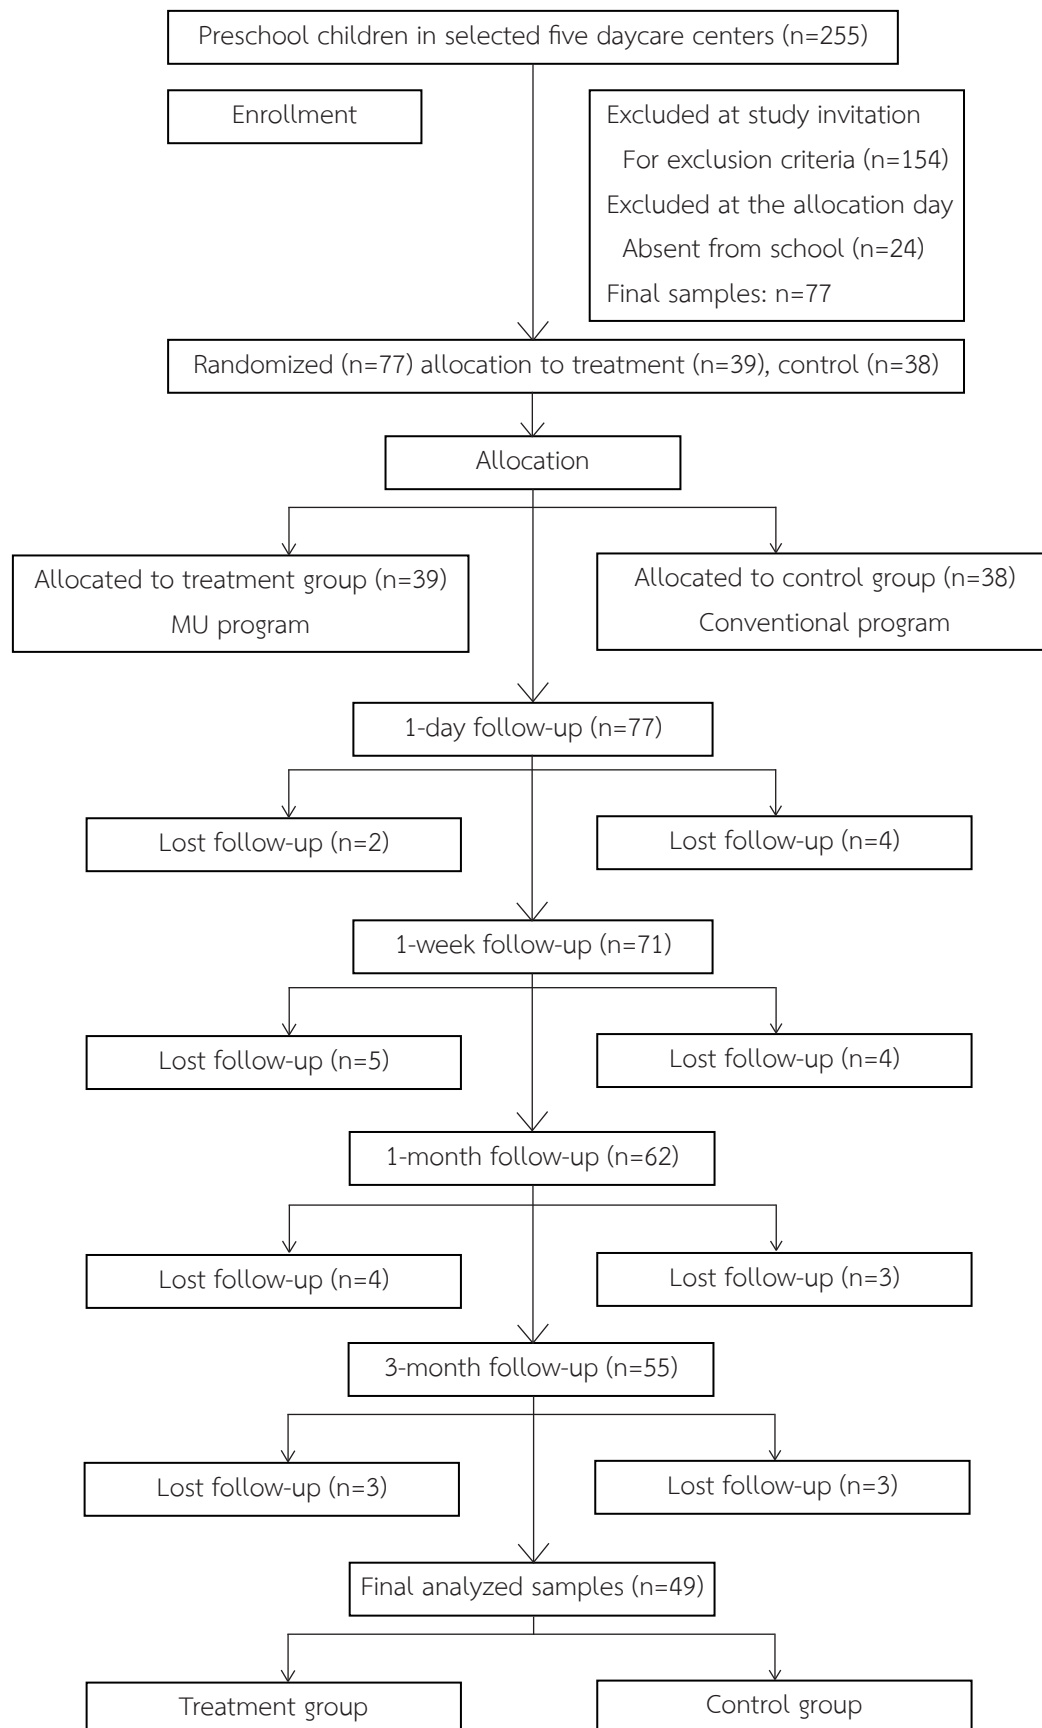 Preschool children in selected five daycare centers (n=255)
Enrollment
Excluded at study invitation
For exclusion criteria (n=154)
Excluded at the allocation day
Absent from school (n=24)
Final samples: n=77
Randomized (n=77) allocation to treatment (n=39), control (n=38)
Allocation
Allocated to treatment group (n=39)
MU program
Allocated to control group (n=38)
Conventional program
1-day follow-up (n=77)
Lost follow-up (n=2)
Lost follow-up (n=4)
1-week follow-up (n=71)
Lost follow-up (n=5)
Lost follow-up (n=4)
1-month follow-up (n=62)
Lost follow-up (n=4)
Lost follow-up (n=3)
3-month follow-up (n=55)
Lost follow-up (n=3)
Lost follow-up (n=3)
Final analyzed samples (n=49)
Treatment group
Control group